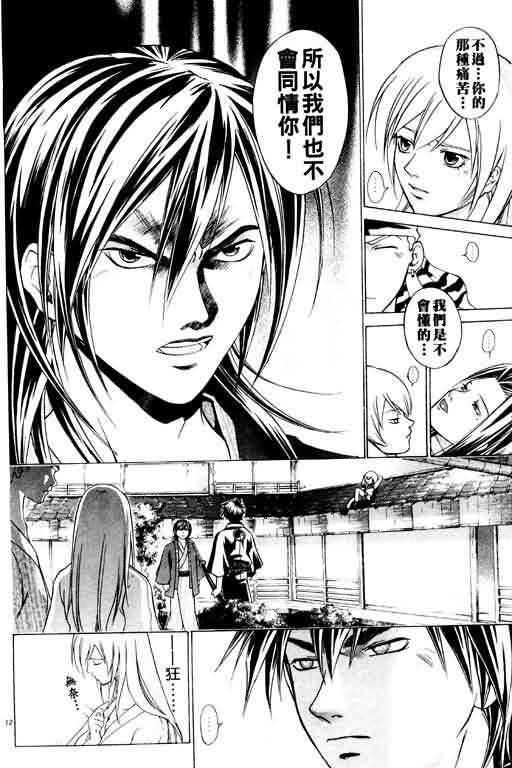 不過…你的
那種痛苦…
……
……
我們是不
會懂的…
……
……
所以我們也不
會同情你！
……
狂……
無奈。
12